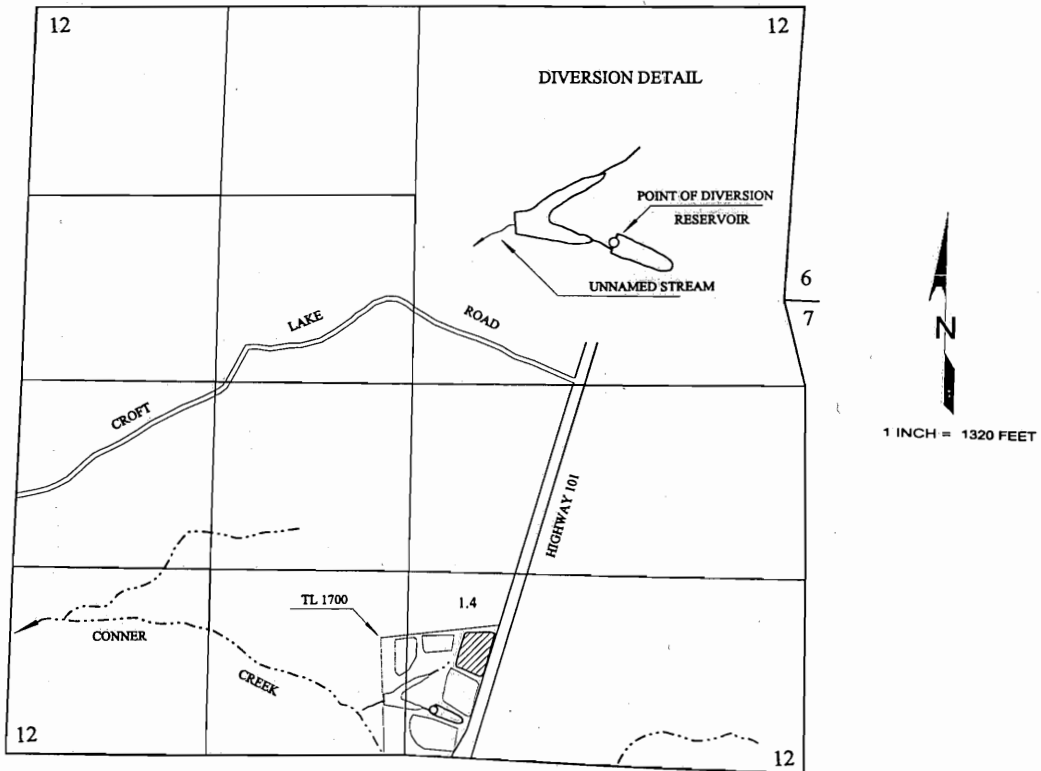 12
12
DIVERSION DETAIL
POINT OF DIVERSION
RESERVOIR
UNNAMED STREAM
6
7
LAKE
ROAD
N
CROFT
1 INCH = 1320 FEET
HIGHWAY 101
TL 1700
1.4
CONNER
CREEK
12
12